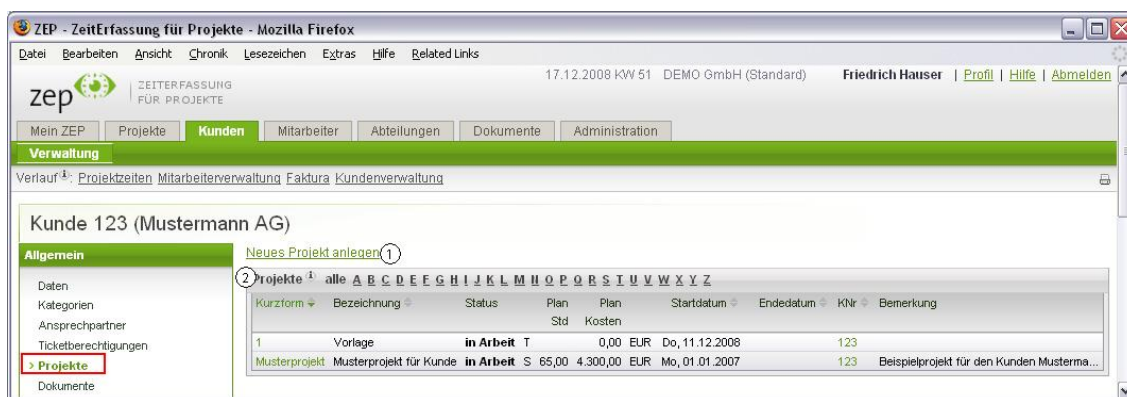 ZEP - ZeitErfassung für Projekte - Mozilla Firefox
Datei Bearbeiten Ansicht Chronik Lesezeichen Extras Hilfe Related Links
17.12.2008 KW 51 DEMO GmbH (Standard) Friedrich Hauser | Profil | Hilfe | Abmelden
zep ZEITERFASSUNG
FÜR PROJEKTE
Mein ZEP Projekte Kunden Mitarbeiter Abteilungen Dokumente Administration
Verwaltung
Verlauf: Projektzeiten Mitarbeiterverwaltung Faktura Kundenverwaltung
Kunde 123 (Mustermann AG)
Allgemein
Daten
Kategorien
Ansprechpartner
Ticketberechtigungen
> Projekte
Dokumente
Neues Projekt anlegen 1
2 Projekte i alle A B C D E F G H I J K L M N O P Q R S T U V W X Y Z
Kurzform Bezeichnung Status Plan Std Plan Kosten Startdatum Endedatum KNr Bemerkung
1 Vorlage in Arbeit T 0,00 EUR Do, 11.12.2008 123
Musterprojekt Musterprojekt für Kunde in Arbeit S 65,00 4.300,00 EUR Mo, 01.01.2007 123 Beispielprojekt für den Kunden Musterma...